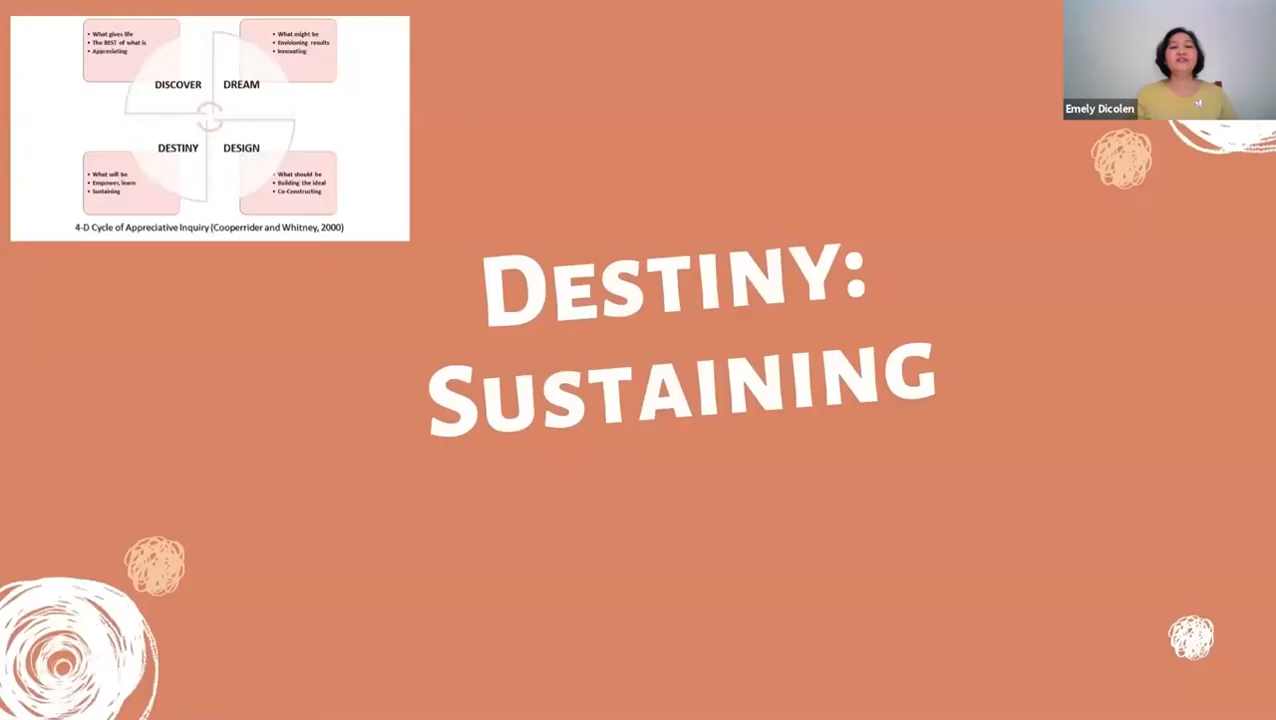 • What gives life
• The BEST of what is
• Appreciating
• What might be
• Envisioning results
• Innovating
DISCOVER
DREAM
DESTINY
DESIGN
• What will be
• Empower, learn
• Sustaining
• What should be
• Building the ideal
• Co-Constructing
4-D Cycle of Appreciative Inquiry (Cooperrider and Whitney, 2000)
Emely Dicolen
DESTINY:
SUSTAINING